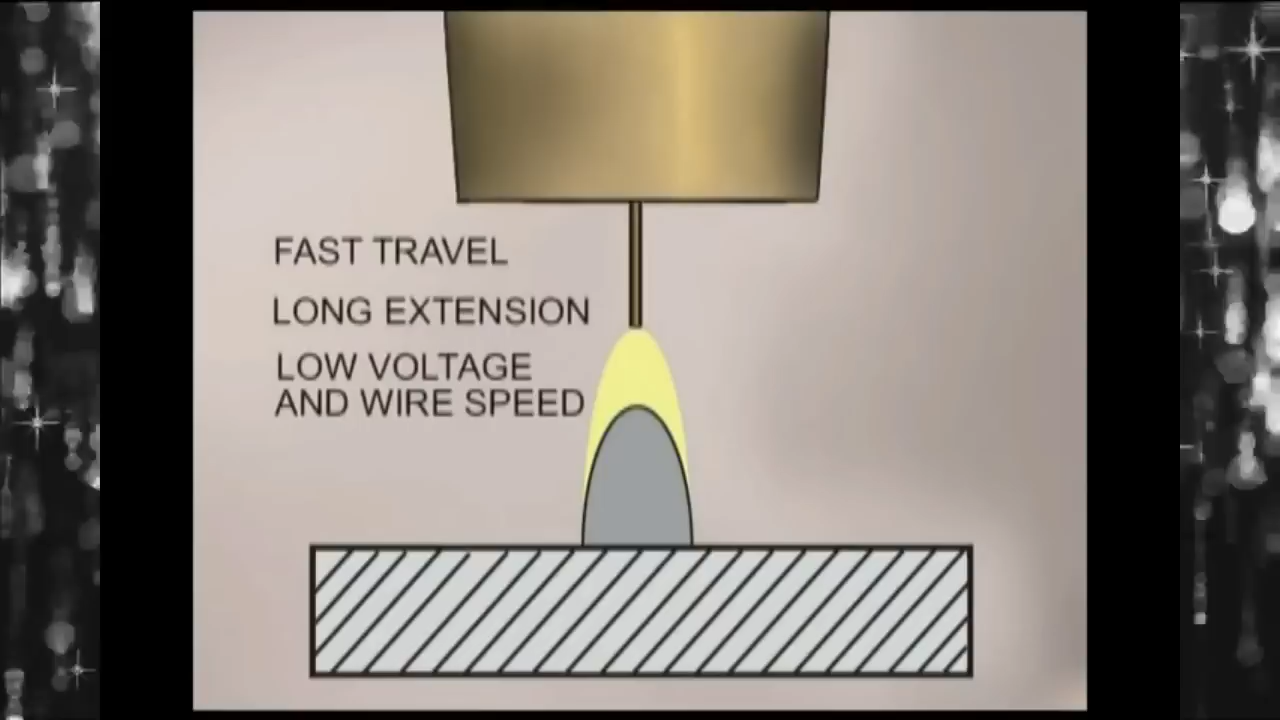 FAST TRAVEL
LONG EXTENSION
LOW VOLTAGE
AND WIRE SPEED